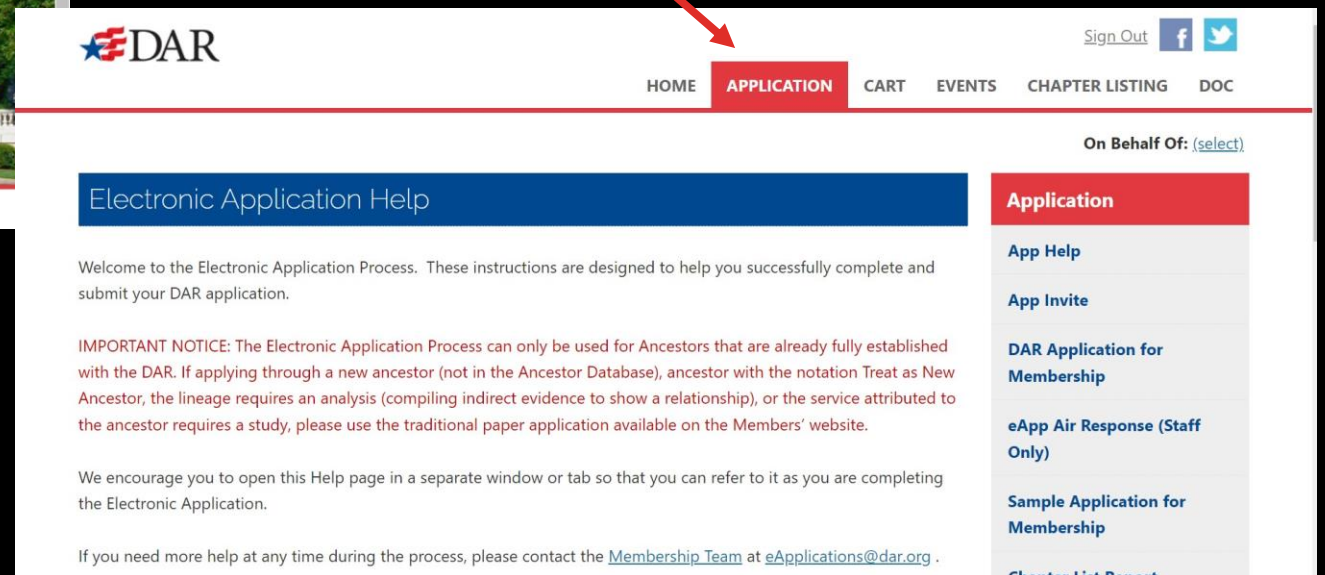 DAR
Sign Out
HOME APPLICATION CART EVENTS CHAPTER LISTING DOC
On Behalf Of: (select)
Electronic Application Help
Welcome to the Electronic Application Process. These instructions are designed to help you successfully complete and
submit your DAR application.
IMPORTANT NOTICE: The Electronic Application Process can only be used for Ancestors that are already fully established
with the DAR. If applying through a new ancestor (not in the Ancestor Database), ancestor with the notation Treat as New
Ancestor, the lineage requires an analysis (compiling indirect evidence to show a relationship), or the service attributed to
the ancestor requires a study, please use the traditional paper application available on the Members' website.
We encourage you to open this Help page in a separate window or tab so that you can refer to it as you are completing
the Electronic Application.
If you need more help at any time during the process, please contact the Membership Team at eApplications@dar.org .
Application
App Help
App Invite
DAR Application for
Membership
eApp Air Response (Staff
Only)
Sample Application for
Membership
Chapter List Report